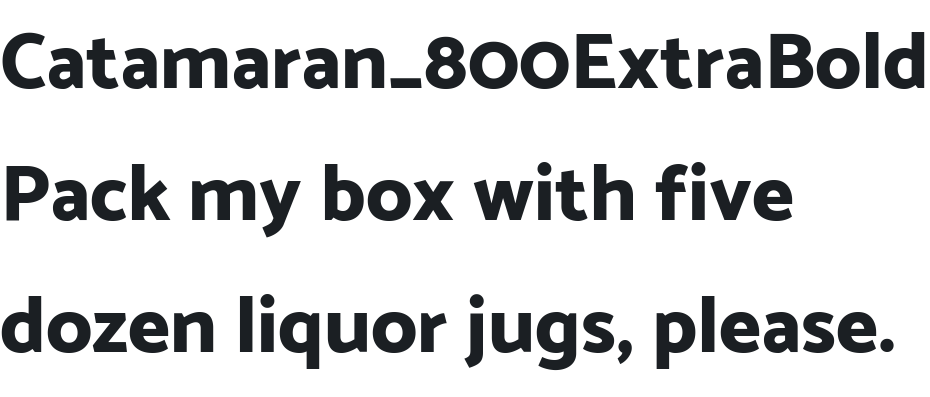 Catamaran_800ExtraBold
Pack my box with five
dozen liquor jugs, please.